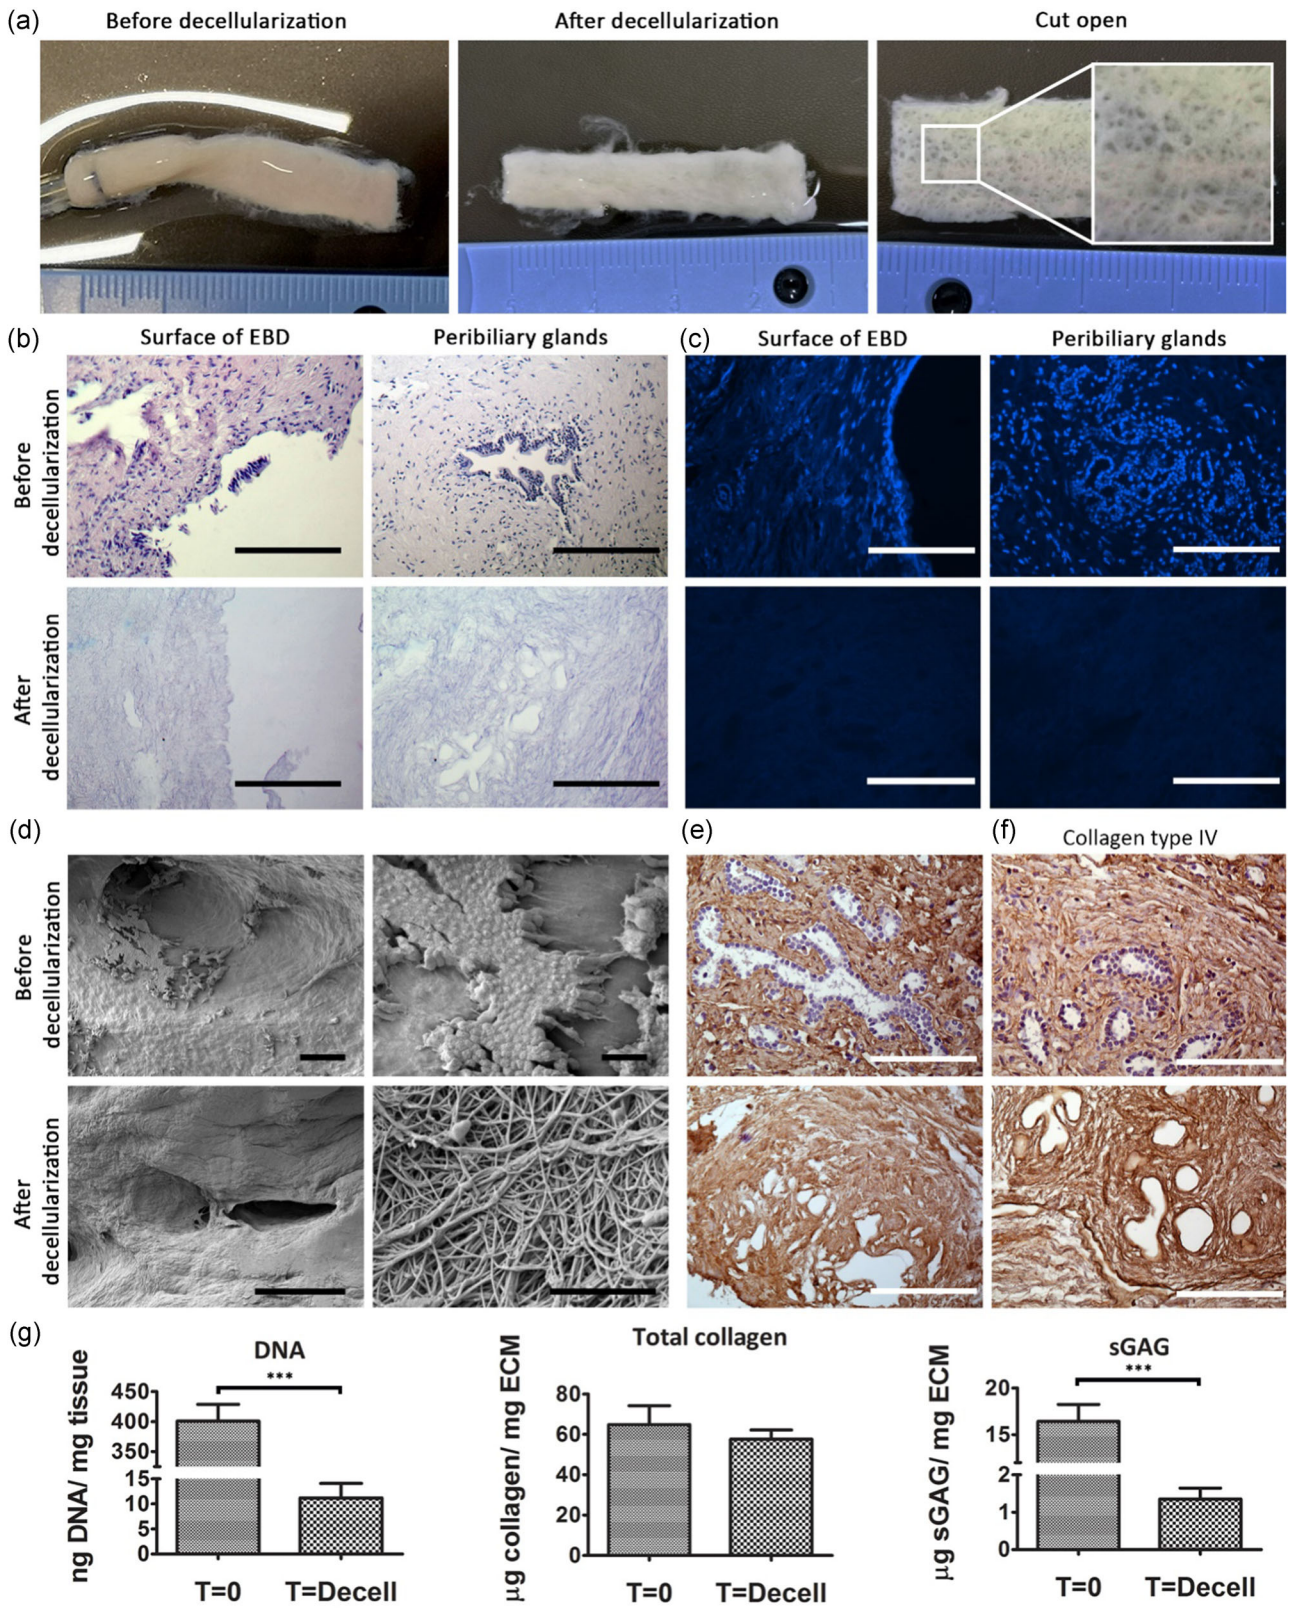 (a) Before decellularization After decellularization Cut open
(b) Surface of EBD Peribiliary glands (c) Surface of EBD Peribiliary glands
Before
decellularization
After
decellularization
(d) (e) (f) Collagen type IV
Before
decellularization
After
decellularization
(g)
DNA
***
ng DNA/ mg tissue
450
400
350
15
10
5
0
T=0 T=Decell
Total collagen
μg collagen/ mg ECM
80
60
40
20
0
T=0 T=Decell
sGAG
***
μg sGAG/ mg ECM
20
15
2
1
0
T=0 T=Decell